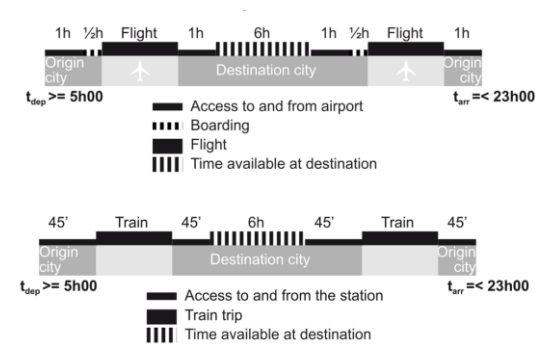 1h ½h Flight 1h 6h 1h ½h Flight 1h
Origin city Destination city Origin city
t_dep >= 5h00 t_arr =< 23h00
Access to and from airport
Boarding
Flight
Time available at destination
45' Train 45' 6h 45' Train 45'
Origin city Destination city Origin city
t_dep >= 5h00 t_arr =< 23h00
Access to and from the station
Train trip
Time available at destination